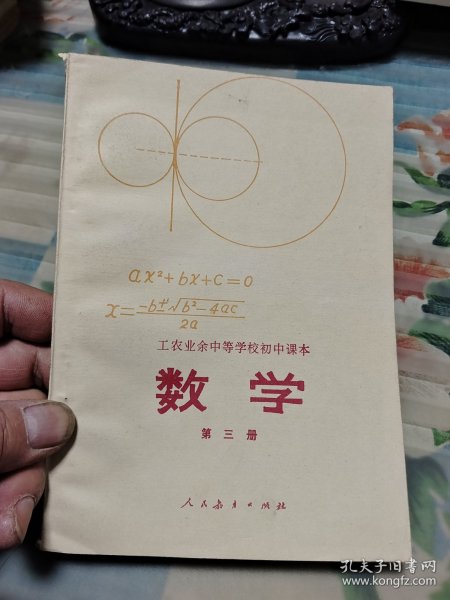 ax²+bx+c=0
x=-b±√b²-4ac
2a
工农业余中等学校初中课本
数学
第三册
人民教育出版社
孔夫子旧书网
www.kongfz.com